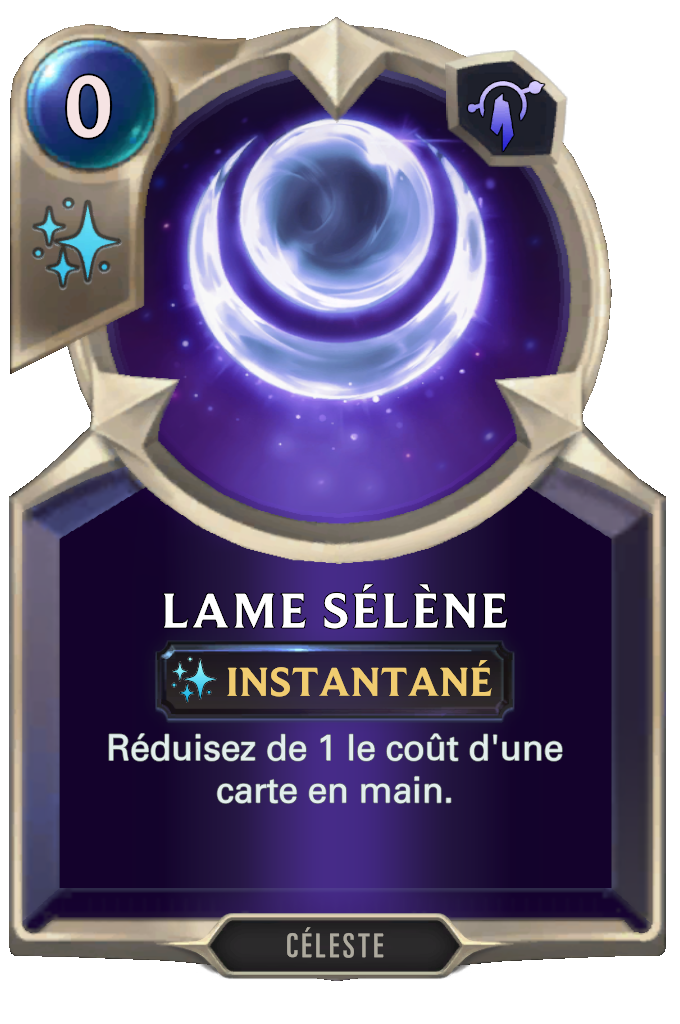 0
LAME SÉLÈNE
INSTANTANÉ
Réduisez de 1 le coût d'une
carte en main.
CÉLESTE